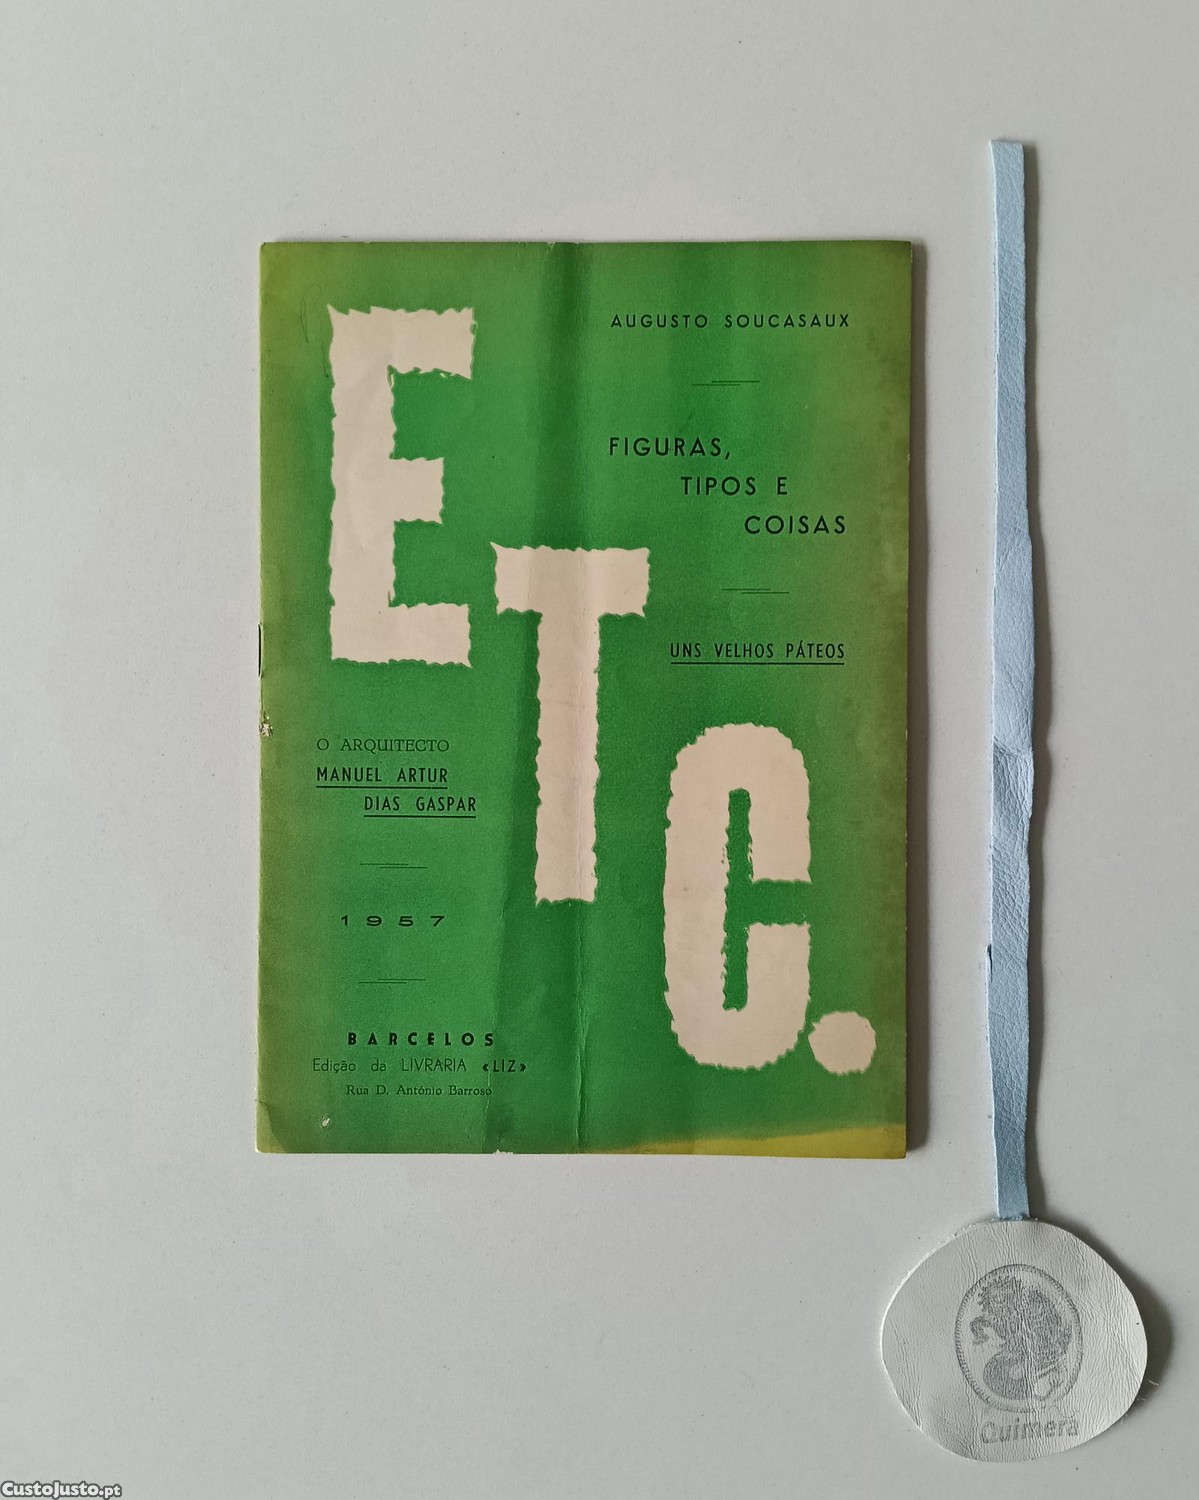 ETC.
AUGUSTO SOUCASAUX
FIGURAS,
TIPOS E
COISAS
UNS VELHOS PÁTEOS
O ARQUITECTO
MANUEL ARTUR
DIAS GASPAR
1957
BARCELOS
Edição da LIVRARIA «LIZ»
Rua D. António Barroso
Quimera
CustoJusto.pt